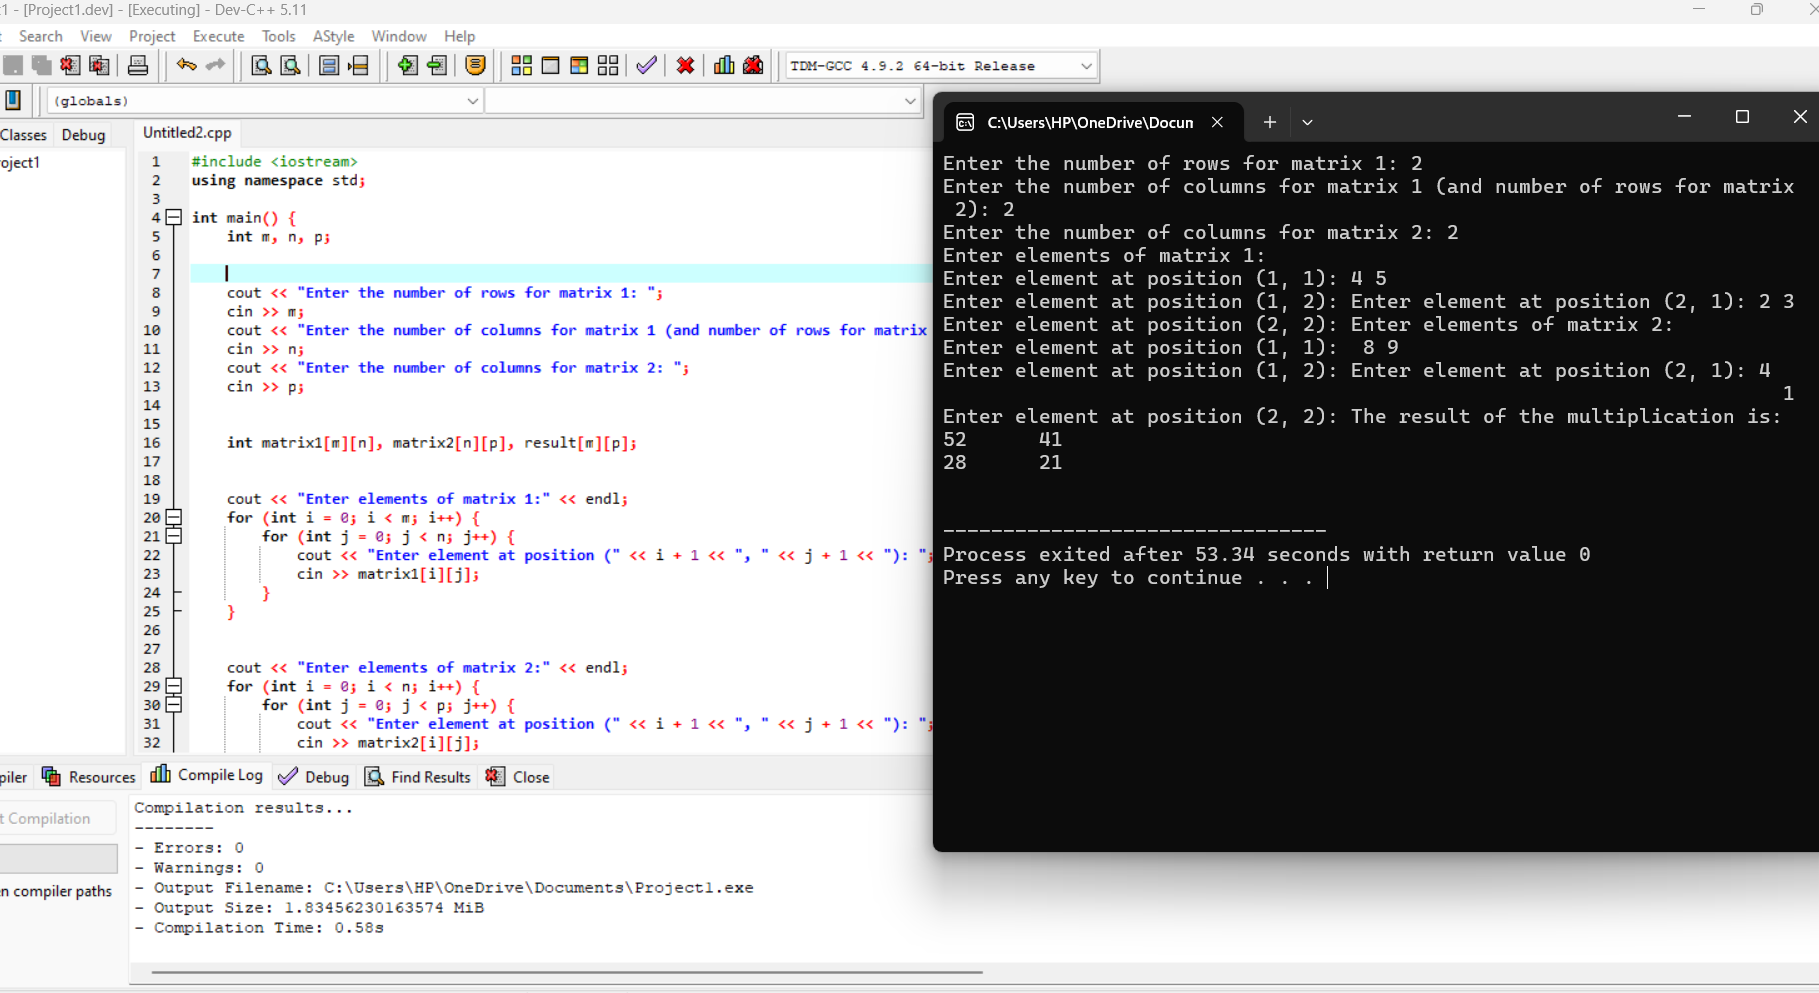 1 - [Project1.dev] - [Executing] - Dev-C++ 5.11
Search View Project Execute Tools AStyle Window Help
TDM-GCC 4.9.2 64-bit Release
(globals)
Classes Debug
oject1
Untitled2.cpp
1 #include <iostream>
2 using namespace std;
3
4 int main() {
5 int m, n, p;
6
7
8 cout << "Enter the number of rows for matrix 1: ";
9 cin >> m;
10 cout << "Enter the number of columns for matrix 1 (and number of rows for matrix
11 cin >> n;
12 cout << "Enter the number of columns for matrix 2: ";
13 cin >> p;
14
15
16 int matrix1[m][n], matrix2[n][p], result[m][p];
17
18
19 cout << "Enter elements of matrix 1:" << endl;
20 for (int i = 0; i < m; i++) {
21 for (int j = 0; j < n; j++) {
22 cout << "Enter element at position (" << i + 1 << ", " << j + 1 << "): ";
23 cin >> matrix1[i][j];
24 }
25 }
26
27
28 cout << "Enter elements of matrix 2:" << endl;
29 for (int i = 0; i < n; i++) {
30 for (int j = 0; j < p; j++) {
31 cout << "Enter element at position (" << i + 1 << ", " << j + 1 << "): ";
32 cin >> matrix2[i][j];
piler Resources Compile Log Debug Find Results Close
t Compilation
n compiler paths
Compilation results...
--------
- Errors: 0
- Warnings: 0
- Output Filename: C:\Users\HP\OneDrive\Documents\Project1.exe
- Output Size: 1.83456230163574 MiB
- Compilation Time: 0.58s
C:\Users\HP\OneDrive\Docun
Enter the number of rows for matrix 1: 2
Enter the number of columns for matrix 1 (and number of rows for matrix
2): 2
Enter the number of columns for matrix 2: 2
Enter elements of matrix 1:
Enter element at position (1, 1): 4 5
Enter element at position (1, 2): Enter element at position (2, 1): 2 3
Enter element at position (2, 2): Enter elements of matrix 2:
Enter element at position (1, 1):  8 9
Enter element at position (1, 2): Enter element at position (2, 1): 4
1
Enter element at position (2, 2): The result of the multiplication is:
52 41
28 21
--------------------------------
Process exited after 53.34 seconds with return value 0
Press any key to continue . . .